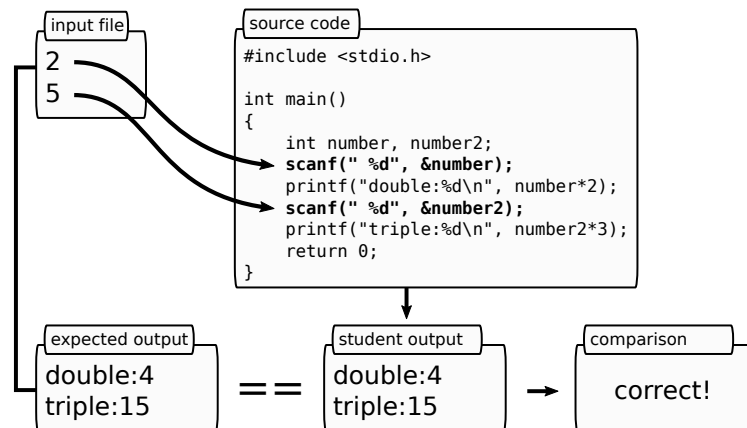 input file
2
5
source code
#include <stdio.h>
int main()
{
    int number, number2;
    scanf(" %d", &number);
    printf("double:%d\n", number*2);
    scanf(" %d", &number2);
    printf("triple:%d\n", number2*3);
    return 0;
}
expected output
double:4
triple:15
==
student output
double:4
triple:15
comparison
correct!